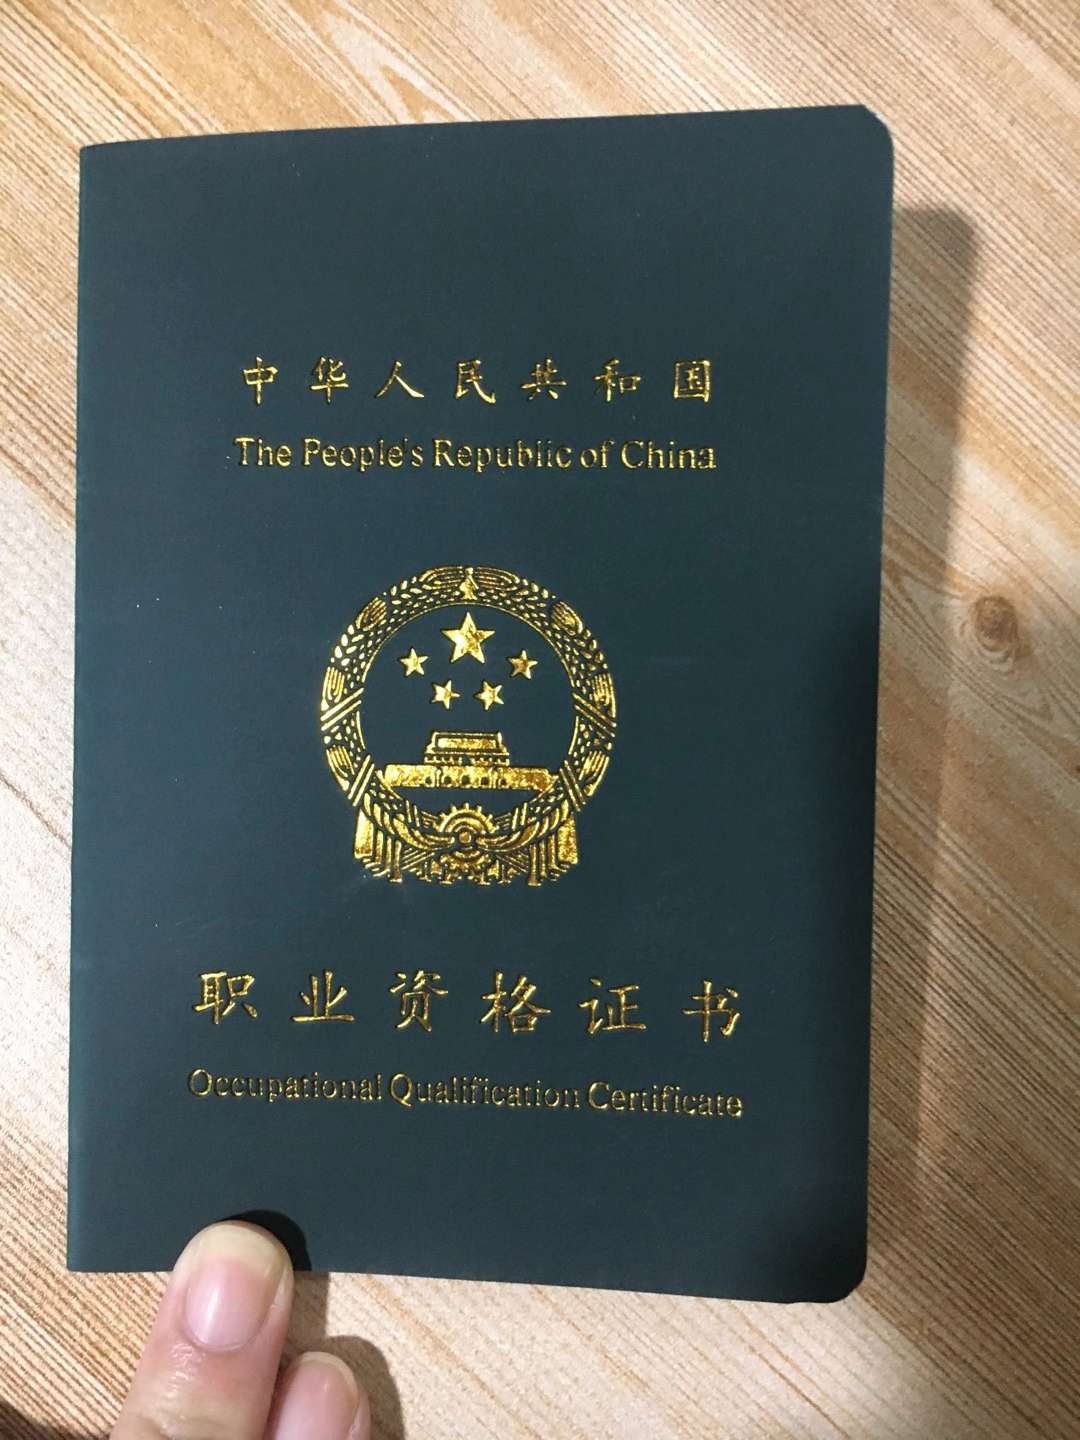 中华人民共和国
The People's Republic of China
职业资格证书
Occupational Qualification Certificate